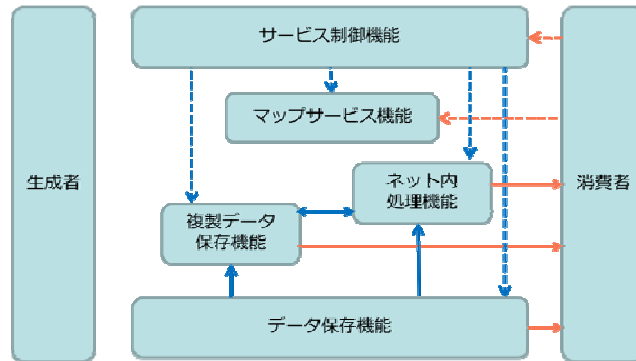 サービス制御機能
マップサービス機能
生成者
ネット内
処理機能
消費者
複製データ
保存機能
データ保存機能